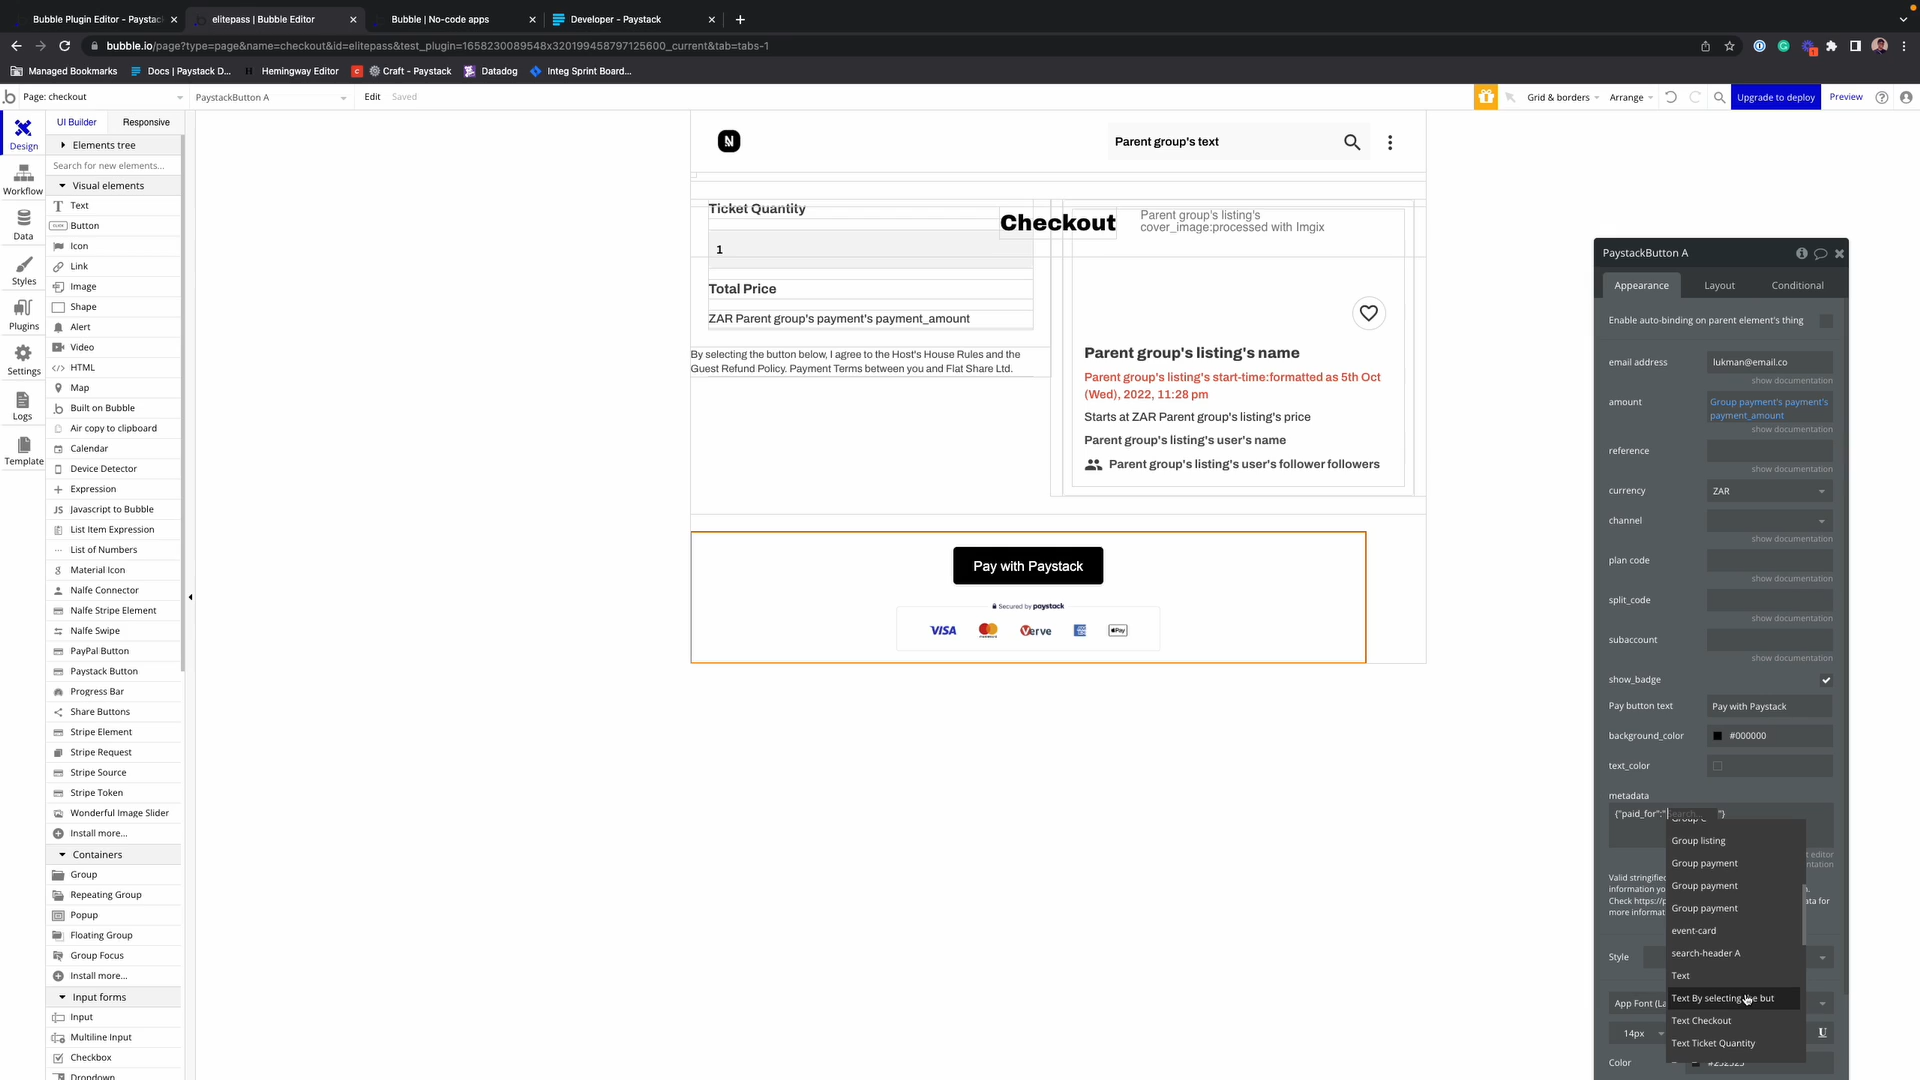 Bubble Plugin Editor - Paystac
elitepass | Bubble Editor
Bubble | No-code apps
Developer - Paystack
bubble.io/page?type=page&name=checkout&id=elitepass&test_plugin=1658230089548x320199458797125600_current&tab=tabs-1
Managed Bookmarks
Docs | Paystack D...
Hemingway Editor
Craft - Paystack
Datadog
Integ Sprint Board...
Page: checkout
PaystackButton A
Edit
Saved
Grid & borders
Arrange
Upgrade to deploy
Preview
Design
Workflow
Data
Styles
Plugins
Settings
Logs
Template
UI Builder
Responsive
Elements tree
Search for new elements...
Visual elements
Text
Button
Icon
Link
Image
Shape
Alert
Video
HTML
Map
Built on Bubble
Air copy to clipboard
Calendar
Device Detector
Expression
JS Javascript to Bubble
List Item Expression
List of Numbers
Material Icon
Nalfe Connector
Nalfe Stripe Element
Nalfe Swipe
PayPal Button
Paystack Button
Progress Bar
Share Buttons
Stripe Element
Stripe Request
Stripe Source
Stripe Token
Wonderful Image Slider
Install more...
Containers
Group
Repeating Group
Popup
Floating Group
Group Focus
Install more...
Input forms
Input
Multiline Input
Checkbox
Dropdown
N
Parent group's text
Ticket Quantity
1
Total Price
ZAR Parent group's payment's payment_amount
By selecting the button below, I agree to the Host's House Rules and the
Guest Refund Policy. Payment Terms between you and Flat Share Ltd.
Checkout
Parent group's listing's
cover_image:processed with Imgix
Parent group's listing's name
Parent group's listing's start-time:formatted as 5th Oct
(Wed), 2022, 11:28 pm
Starts at ZAR Parent group's listing's price
Parent group's listing's user's name
Parent group's listing's user's follower followers
Pay with Paystack
Secured by paystack
VISA
Verve
Pay
PaystackButton A
Appearance
Layout
Conditional
Enable auto-binding on parent element's thing
email address
lukman@email.co
show documentation
amount
Group payment's payment's
payment_amount
show documentation
reference
show documentation
currency
ZAR
channel
show documentation
plan code
show documentation
split_code
show documentation
subaccount
show documentation
show_badge
Pay button text
Pay with Paystack
background_color
#000000
text_color
metadata
{"paid_for":"Search... "}
Group C
Group listing
Group payment
Group payment
Group payment
event-card
search-header A
Text
Text By selecting the but
Text Checkout
Text Ticket Quantity
Valid stringified
information yo
Check https://p
more informat
Style
App Font (La
14px
U
Color